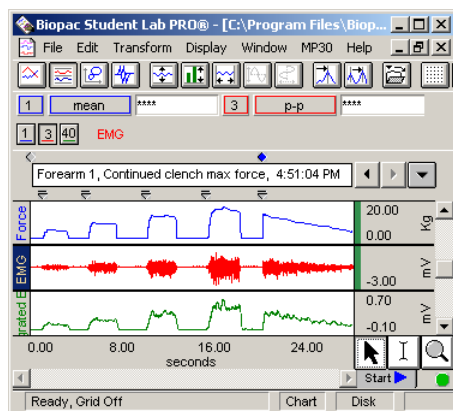 Biopac Student Lab PRO® - [C:\Program Files\Biop...
File Edit Transform Display Window MP30 Help
1 mean **** 3 p-p ****
1 3 40 EMG
Forearm 1, Continued clench max force, 4:51:04 PM
Force 20.00 0.00 Kg
EMG -3.00 mV
grated E 0.70 -0.10 mV
0.00 8.00 16.00 24.00
seconds
Start
Ready, Grid Off Chart Disk